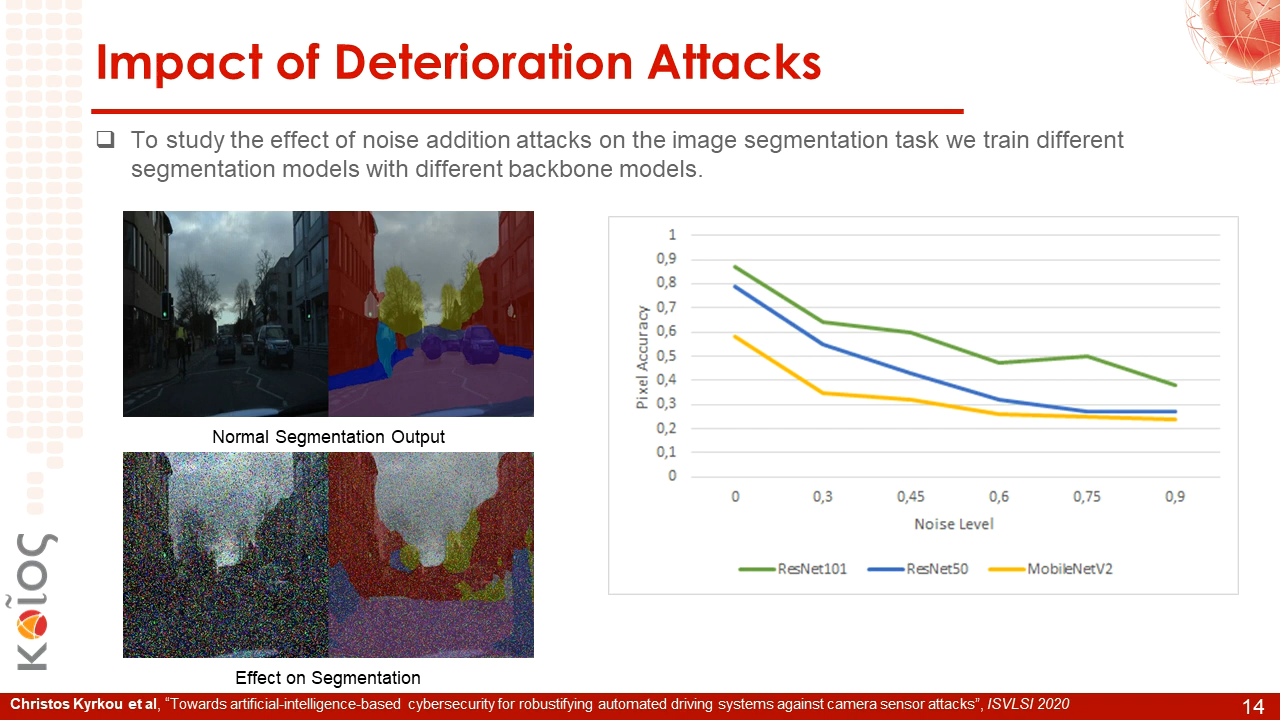 Impact of Deterioration Attacks
❑ To study the effect of noise addition attacks on the image segmentation task we train different
segmentation models with different backbone models.
Normal Segmentation Output
Effect on Segmentation
1
0,9
0,8
0,7
0,6
0,5
0,4
0,3
0,2
0,1
0
Pixel Accuracy
0 0,3 0,45 0,6 0,75 0,9
Noise Level
ResNet101 ResNet50 MobileNetV2
κοῖος
Christos Kyrkou et al, “Towards artificial-intelligence-based cybersecurity for robustifying automated driving systems against camera sensor attacks”, ISVLSI 2020
14